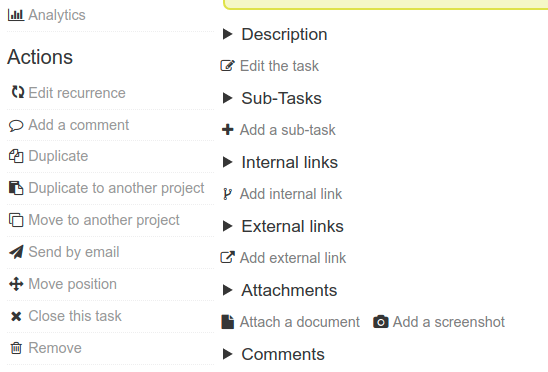 Analytics
Actions
Edit recurrence
Add a comment
Duplicate
Duplicate to another project
Move to another project
Send by email
Move position
Close this task
Remove
Description
Edit the task
Sub-Tasks
Add a sub-task
Internal links
Add internal link
External links
Add external link
Attachments
Attach a document Add a screenshot
Comments